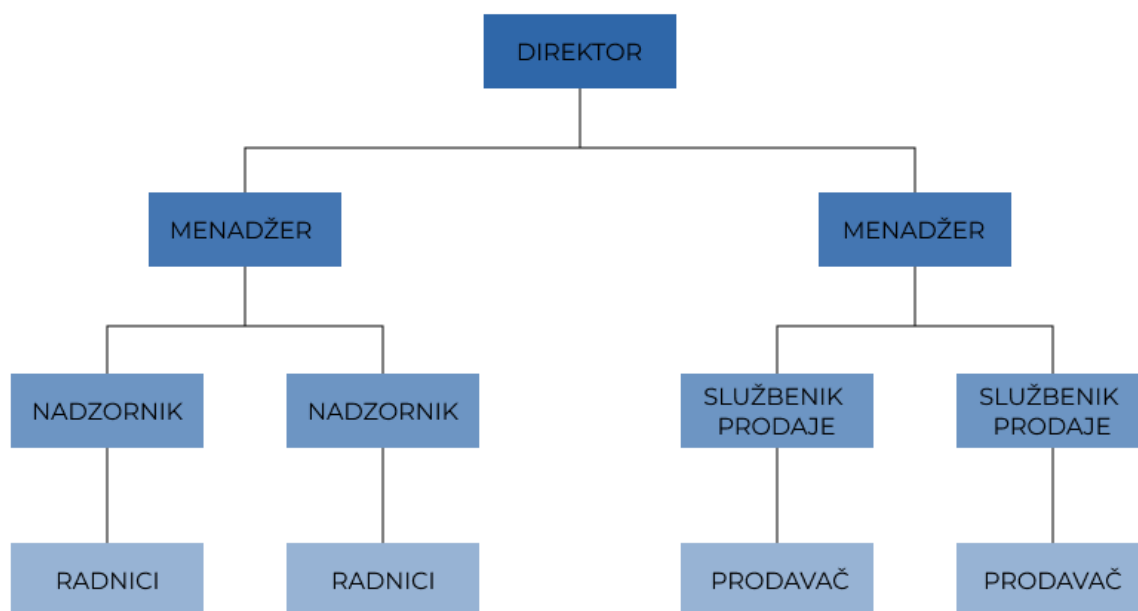 DIREKTOR
MENADŽER
MENADŽER
NADZORNIK
NADZORNIK
SLUŽBENIK
PRODAJE
SLUŽBENIK
PRODAJE
RADNICI
RADNICI
PRODAVAČ
PRODAVAČ